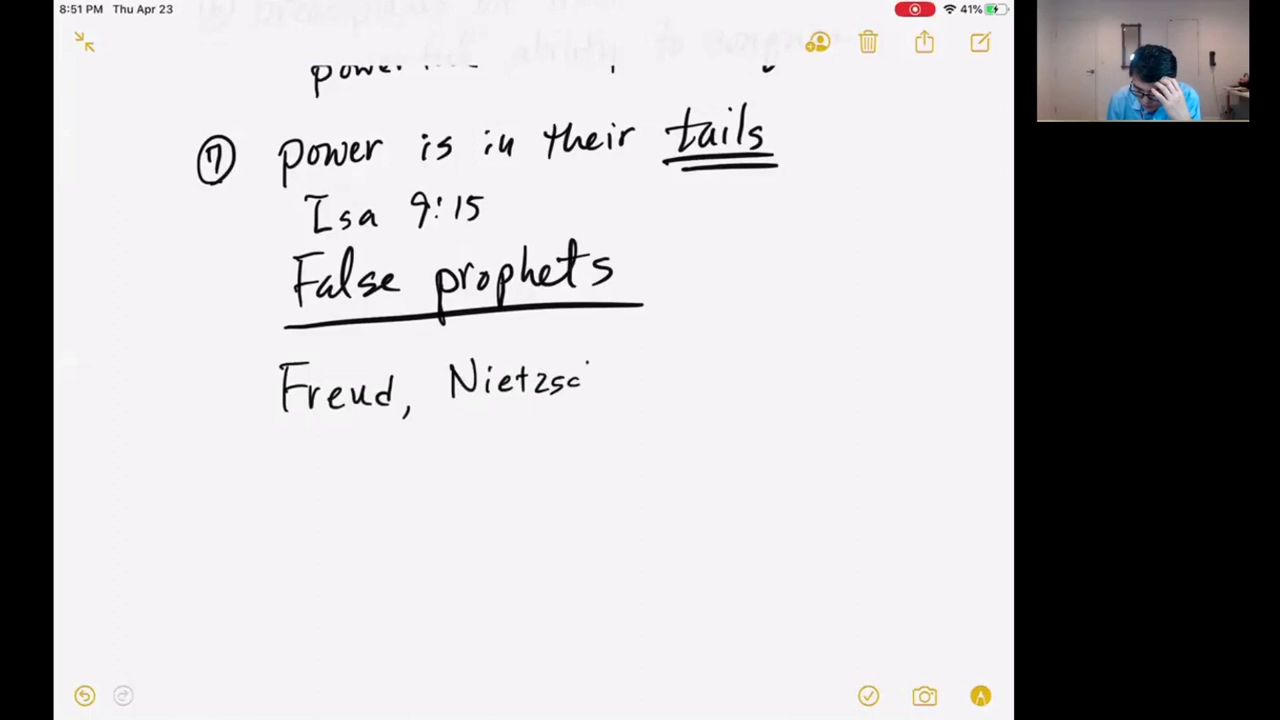 8:51 PM Thu Apr 23 41%
⑦ power is in their tails
Isa 9:15
False prophets
Freud, Nietzsc